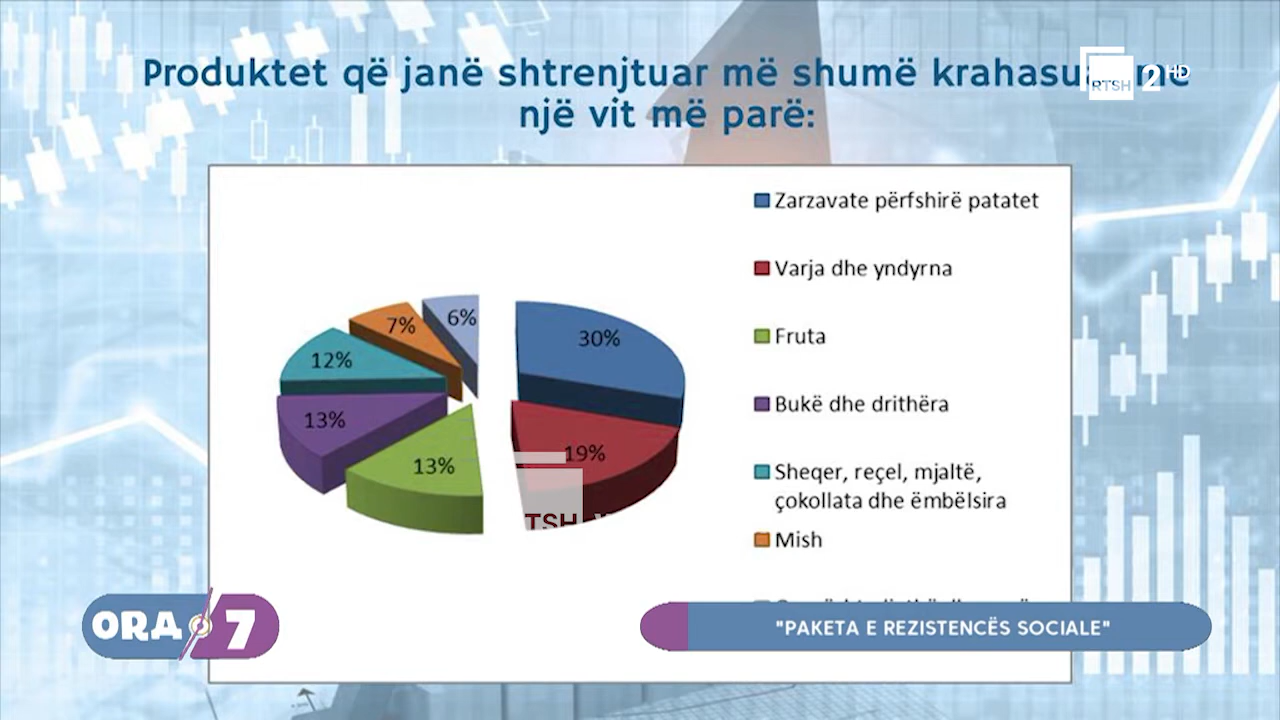 Produktet që janë shtrenjtuar më shumë
një vit më parë:
RTSH 2 HD
Zarzavate përfshirë patatet
Varja dhe yndyrna
Fruta
Bukë dhe drithëra
Sheqer, reçel, mjaltë,
çokollata dhe ëmbëlsira
Mish
30%
19%
13%
13%
12%
7%
6%
ORA 7
"PAKETA E REZISTENCËS SOCIALE"